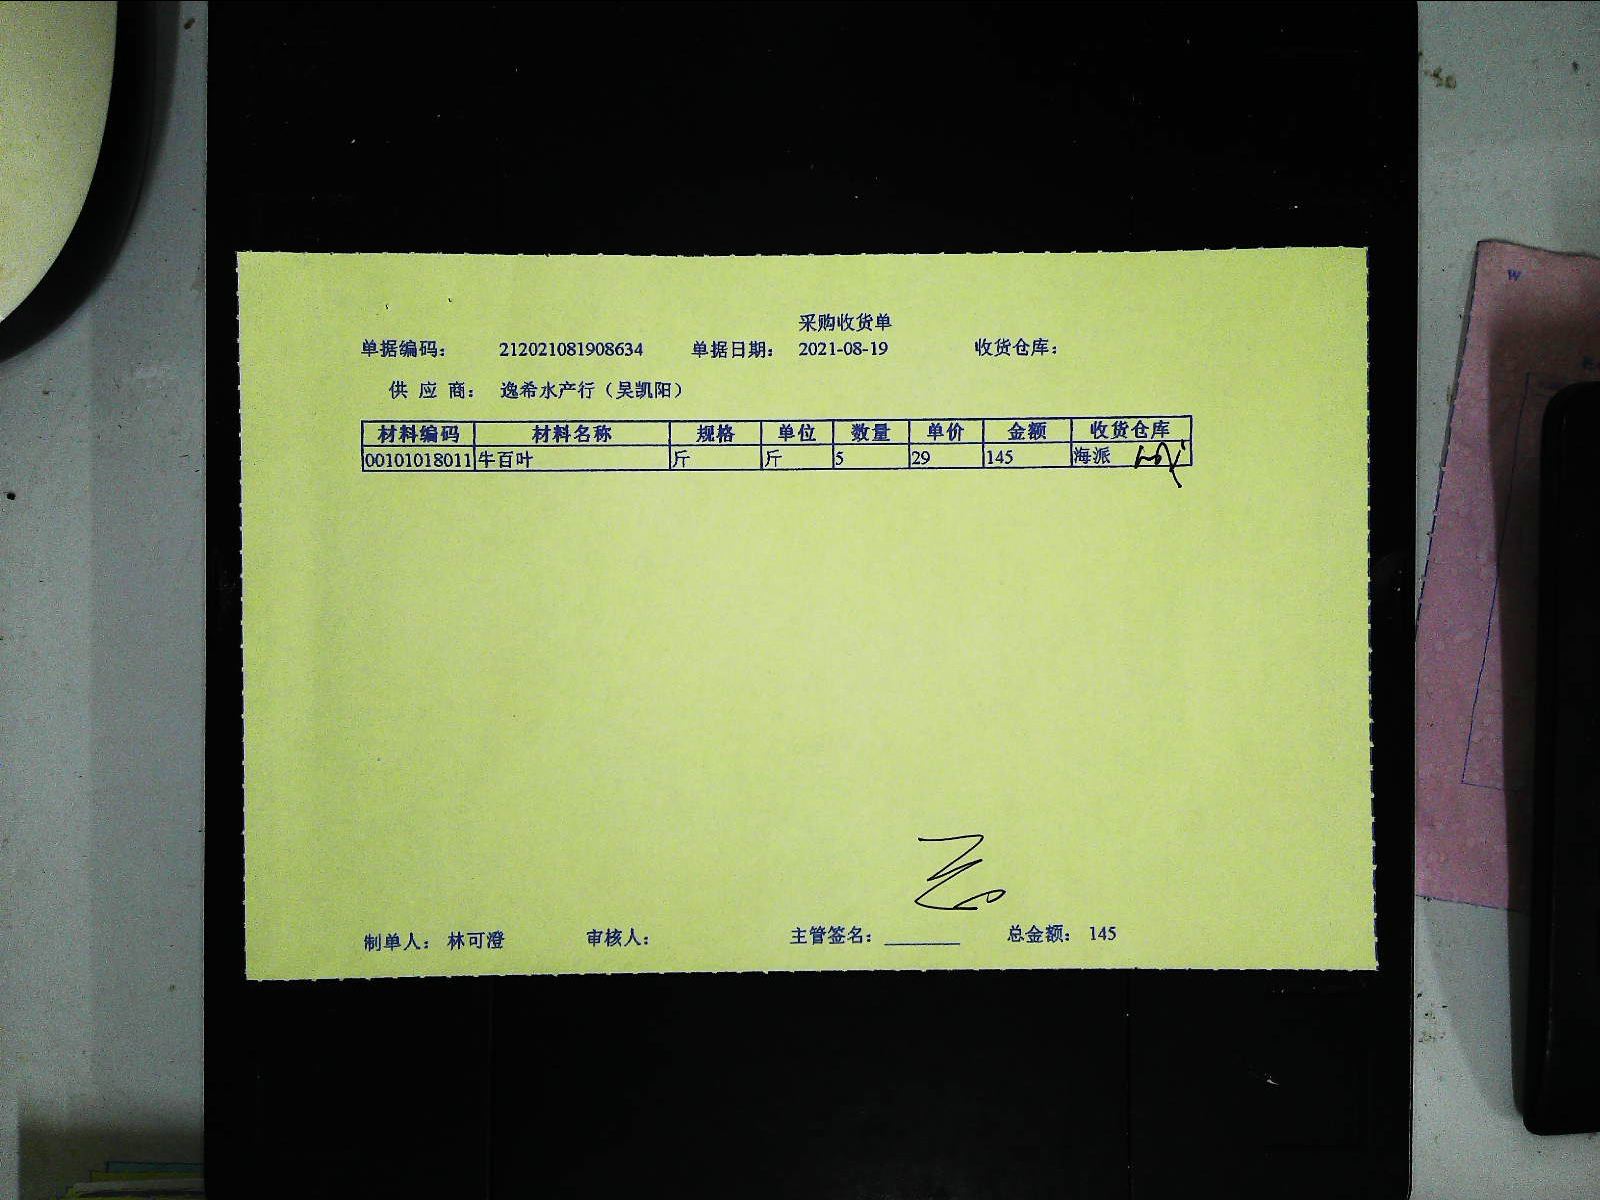 采购收货单
单据编码： 212021081908634 单据日期： 2021-08-19 收货仓库：
供 应 商： 逸希水产行（吴凯阳）
材料编码 材料名称 规格 单位 数量 单价 金额 收货仓库
00101018011 牛百叶 斤 斤 5 29 145 海派
制单人： 林可澄 审核人： 主管签名： 总金额： 145